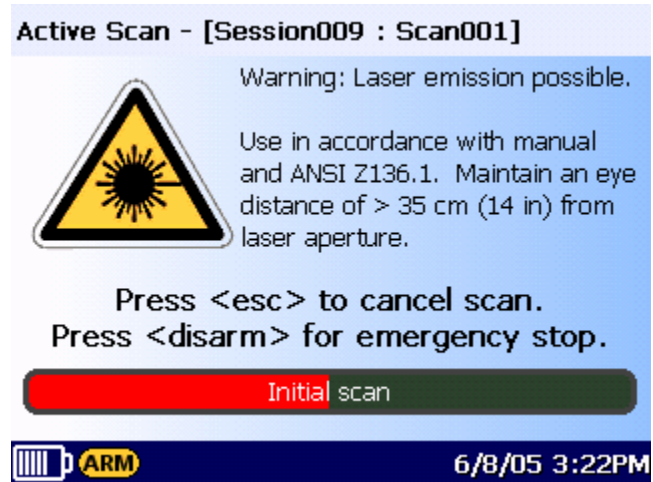 Active Scan - [Session009 : Scan001]
Warning: Laser emission possible.
Use in accordance with manual
and ANSI Z136.1.  Maintain an eye
distance of > 35 cm (14 in) from
laser aperture.
Press <esc> to cancel scan.
Press <disarm> for emergency stop.
Initial scan
ARM 6/8/05 3:22PM